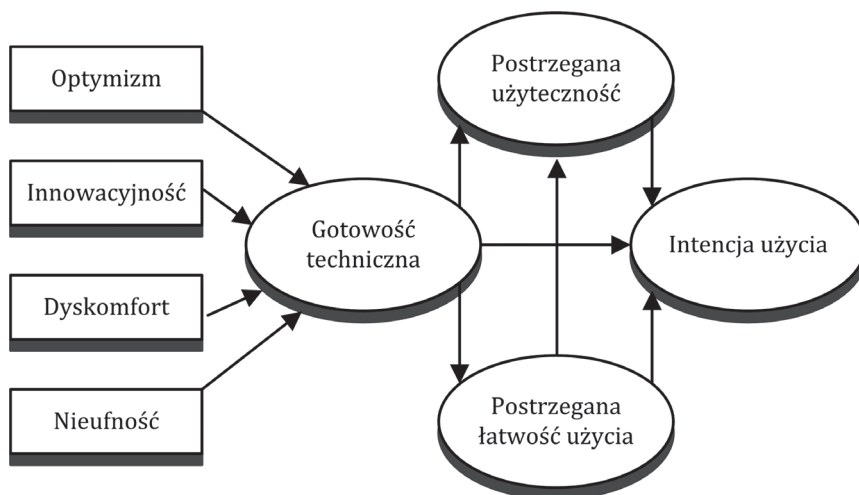 Optymizm
Innowacyjność
Dyskomfort
Nieufność
Gotowość
techniczna
Postrzegana
użyteczność
Intencja użycia
Postrzegana
łatwość użycia